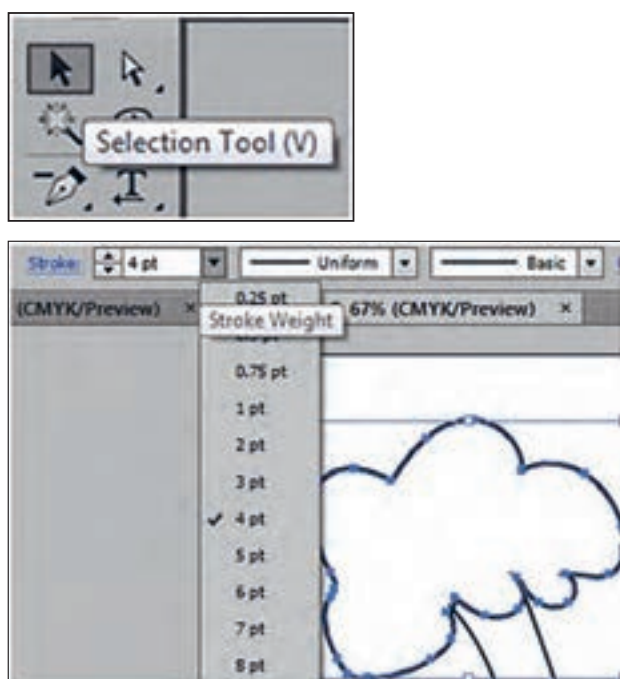 Selection Tool (V)
T
Stroke: 4 pt Uniform Basic
(CMYK/Preview) × 67% (CMYK/Preview) ×
0.25 pt
Stroke Weight
0.75 pt
1 pt
2 pt
3 pt
4 pt
5 pt
6 pt
7 pt
8 pt